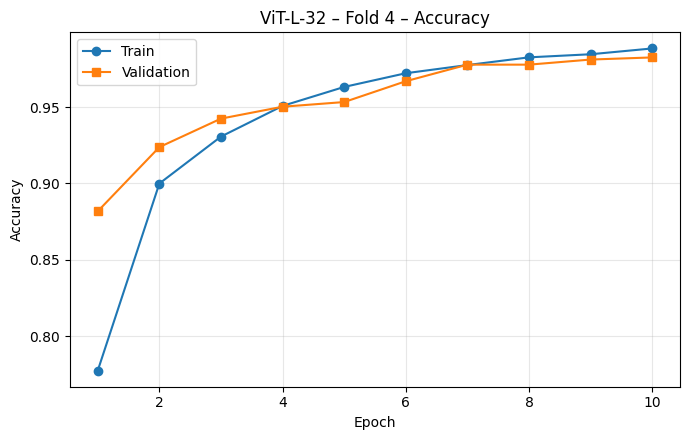 ViT-L-32 – Fold 4 – Accuracy
Train
Validation
Accuracy
0.95
0.90
0.85
0.80
2 4 6 8 10
Epoch